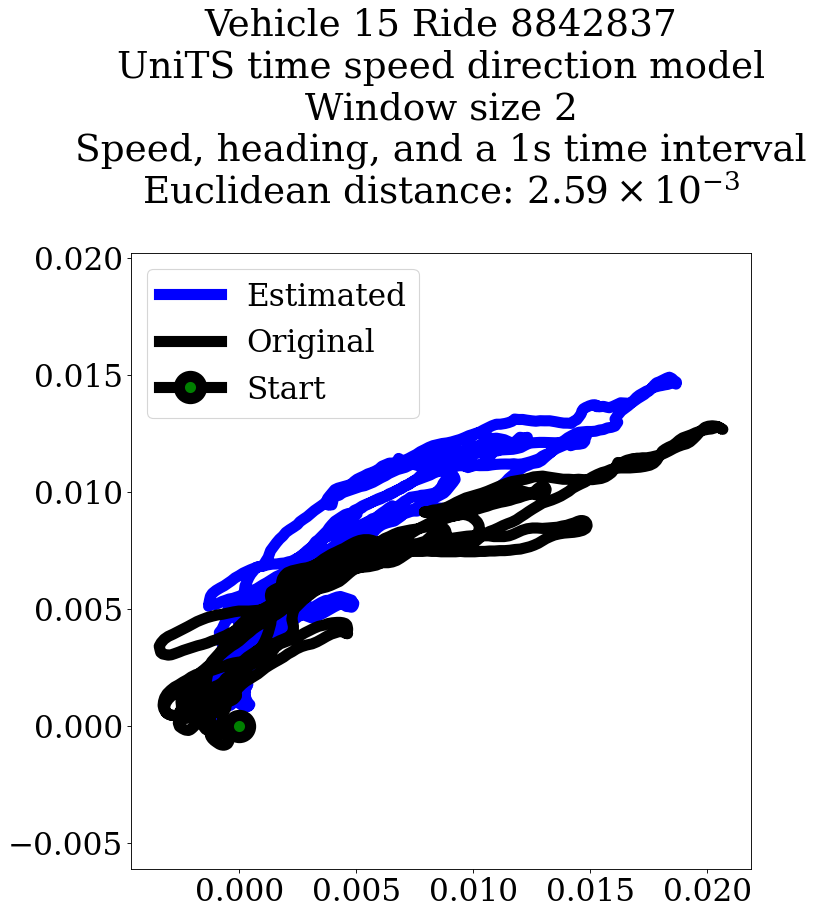 Vehicle 15 Ride 8842837
UniTS time speed direction model
Window size 2
Speed, heading, and a 1s time interval
Euclidean distance: 2.59 × 10⁻³
0.020
0.015
0.010
0.005
0.000
−0.005
Estimated
Original
Start
0.000 0.005 0.010 0.015 0.020